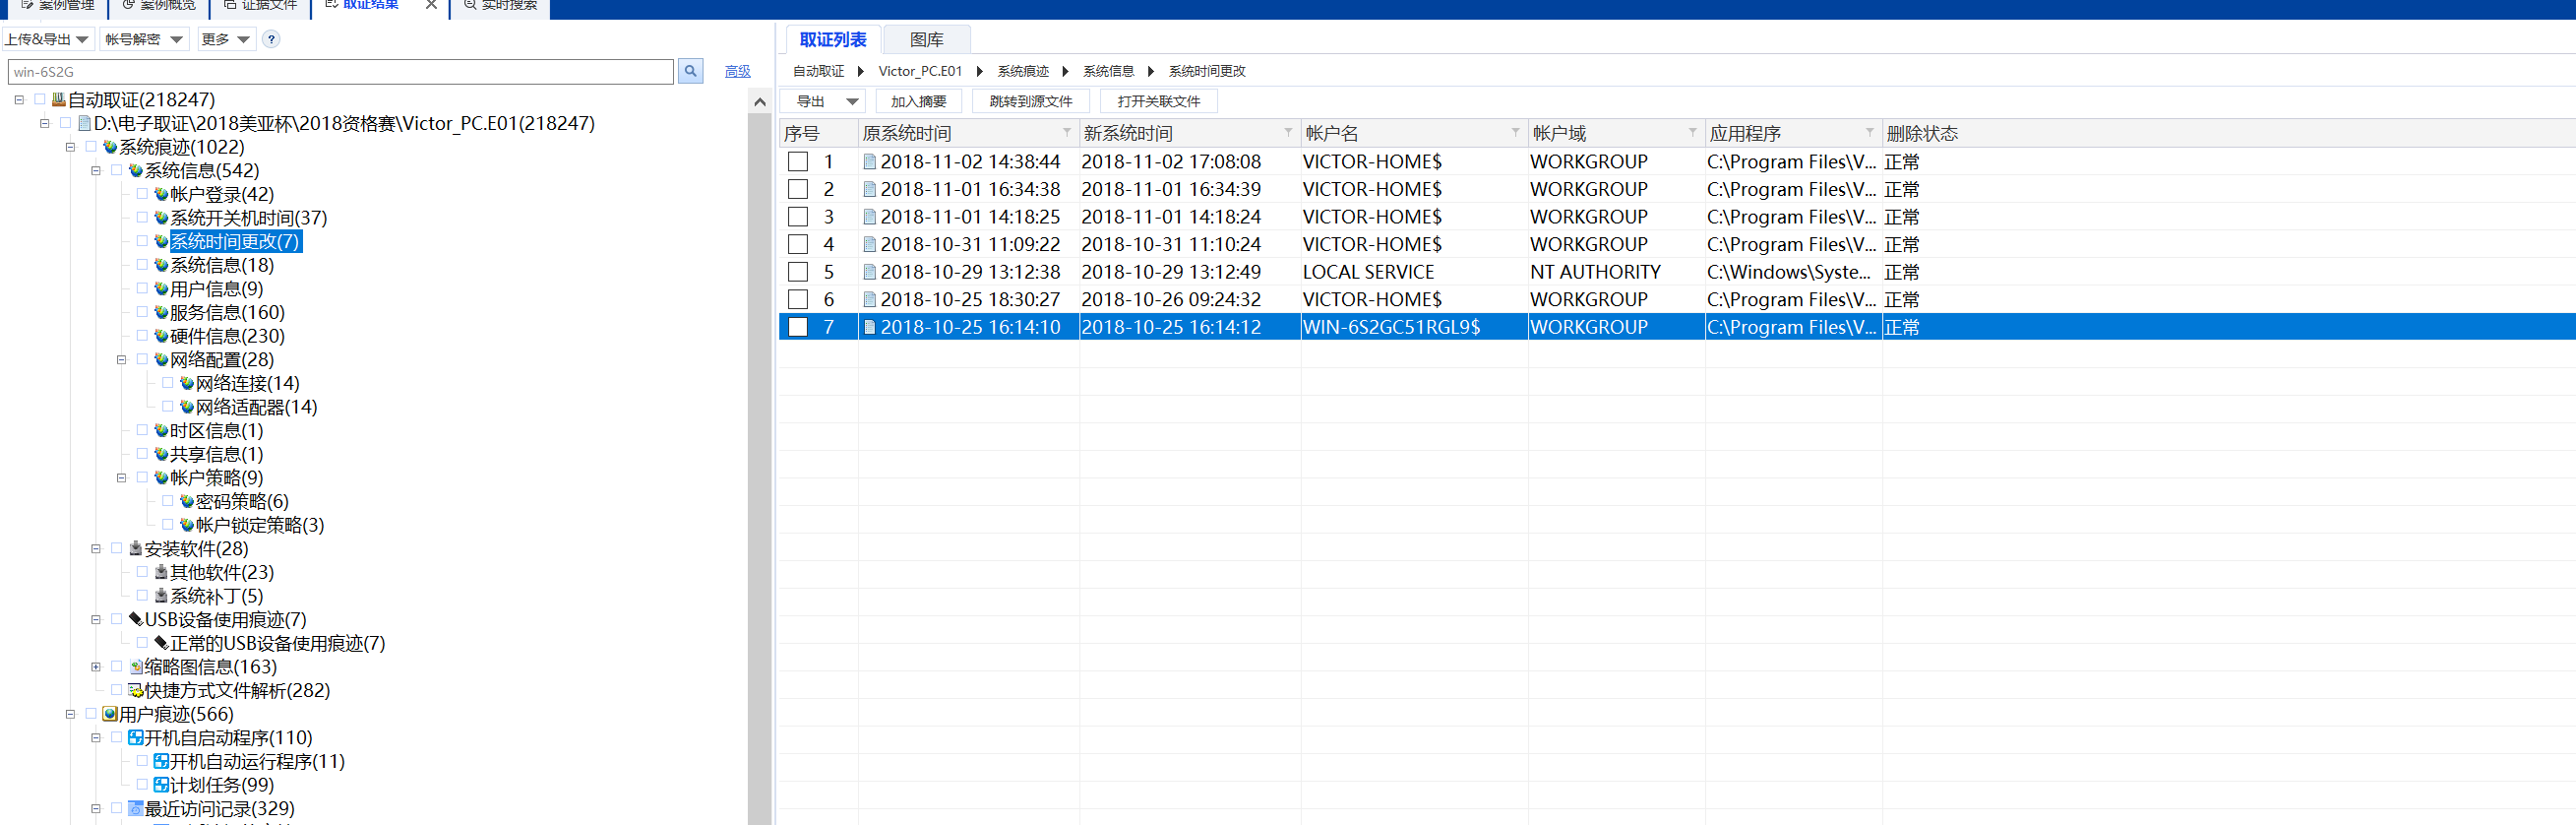 案例管理 案例概览 证据文件 取证结果 实时搜索
上传&导出 帐号解密 更多 ?
win-6S2G 高级
自动取证(218247)
D:\电子取证\2018美亚杯\2018资格赛\Victor_PC.E01(218247)
系统痕迹(1022)
系统信息(542)
帐户登录(42)
系统开关机时间(37)
系统时间更改(7)
系统信息(18)
用户信息(9)
服务信息(160)
硬件信息(230)
网络配置(28)
网络连接(14)
网络适配器(14)
时区信息(1)
共享信息(1)
帐户策略(9)
密码策略(6)
帐户锁定策略(3)
安装软件(28)
其他软件(23)
系统补丁(5)
USB设备使用痕迹(7)
正常的USB设备使用痕迹(7)
缩略图信息(163)
快捷方式文件解析(282)
用户痕迹(566)
开机自启动程序(110)
开机自动运行程序(11)
计划任务(99)
最近访问记录(329)
取证列表 图库
自动取证 Victor_PC.E01 系统痕迹 系统信息 系统时间更改
导出 加入摘要 跳转到源文件 打开关联文件
序号 原系统时间 新系统时间 帐户名 帐户域 应用程序 删除状态
1 2018-11-02 14:38:44 2018-11-02 17:08:08 VICTOR-HOME$ WORKGROUP C:\Program Files\V... 正常
2 2018-11-01 16:34:38 2018-11-01 16:34:39 VICTOR-HOME$ WORKGROUP C:\Program Files\V... 正常
3 2018-11-01 14:18:25 2018-11-01 14:18:24 VICTOR-HOME$ WORKGROUP C:\Program Files\V... 正常
4 2018-10-31 11:09:22 2018-10-31 11:10:24 VICTOR-HOME$ WORKGROUP C:\Program Files\V... 正常
5 2018-10-29 13:12:38 2018-10-29 13:12:49 LOCAL SERVICE NT AUTHORITY C:\Windows\Syste... 正常
6 2018-10-25 18:30:27 2018-10-26 09:24:32 VICTOR-HOME$ WORKGROUP C:\Program Files\V... 正常
7 2018-10-25 16:14:10 2018-10-25 16:14:12 WIN-6S2GC51RGL9$ WORKGROUP C:\Program Files\V... 正常